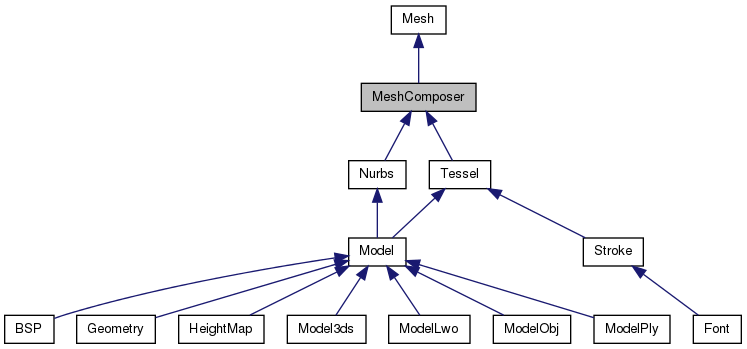 Mesh
MeshComposer
Nurbs
Tessel
Model
Stroke
BSP
Geometry
HeightMap
Model3ds
ModelLwo
ModelObj
ModelPly
Font